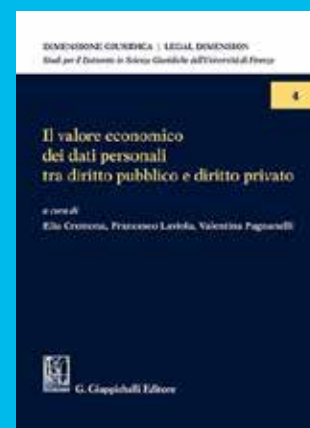 DIMENSIONE GIURIDICA | LEGAL DIMENSION
Studi per il Dottorato in Scienze Giuridiche dell'Università di Firenze
4
Il valore economico
dei dati personali
tra diritto pubblico e diritto privato
a cura di
Elia Cremona, Francesco Laviola, Valentina Pagnanelli
G. Giappichelli Editore